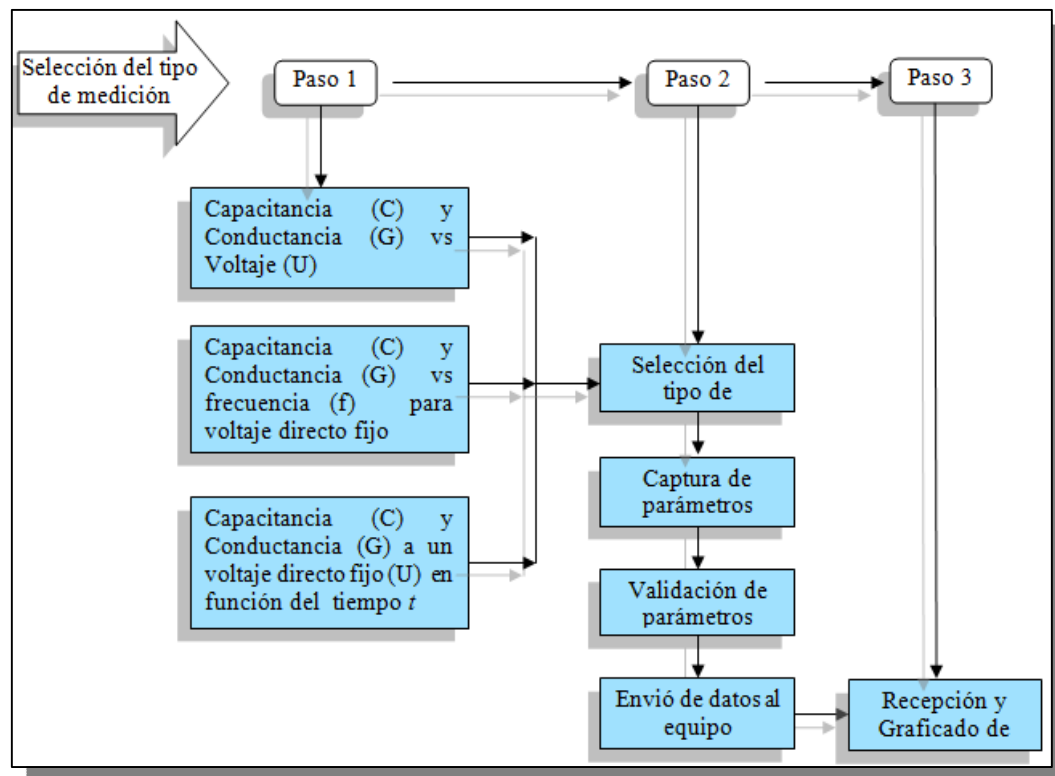 Selección del tipo
de medición
Paso 1
Paso 2
Paso 3
Capacitancia (C) y
Conductancia (G) vs
Voltaje (U)
Capacitancia (C) y
Conductancia (G) vs
frecuencia (f) para
voltaje directo fijo
Capacitancia (C) y
Conductancia (G) a un
voltaje directo fijo (U) en
función del tiempo t
Selección del
tipo de
Captura de
parámetros
Validación de
parámetros
Envió de datos al
equipo
Recepción y
Graficado de